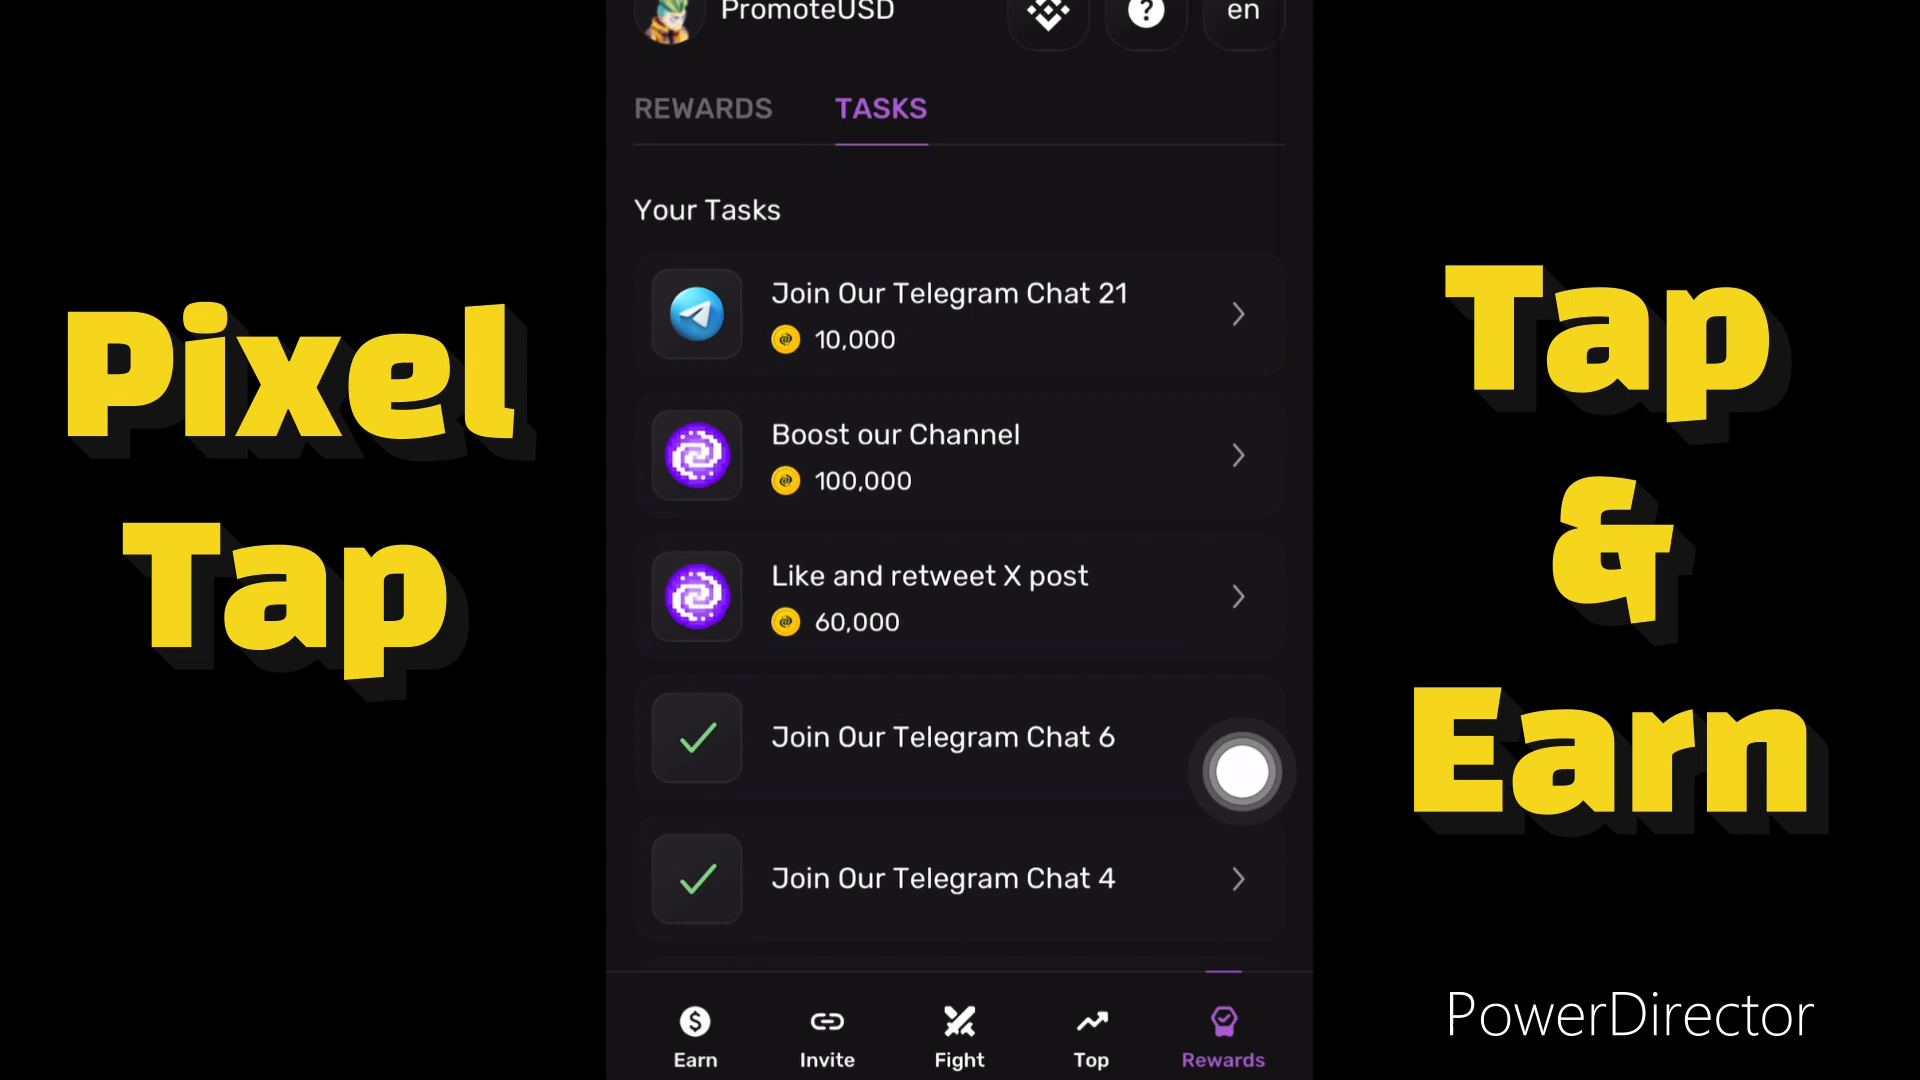 PromoteUSD
?
en
REWARDS
TASKS
Your Tasks
Join Our Telegram Chat 21
10,000
Boost our Channel
100,000
Like and retweet X post
60,000
Join Our Telegram Chat 6
Join Our Telegram Chat 4
$
Earn
Invite
Fight
Top
Rewards
Pixel
Tap
Tap
&
Earn
PowerDirector